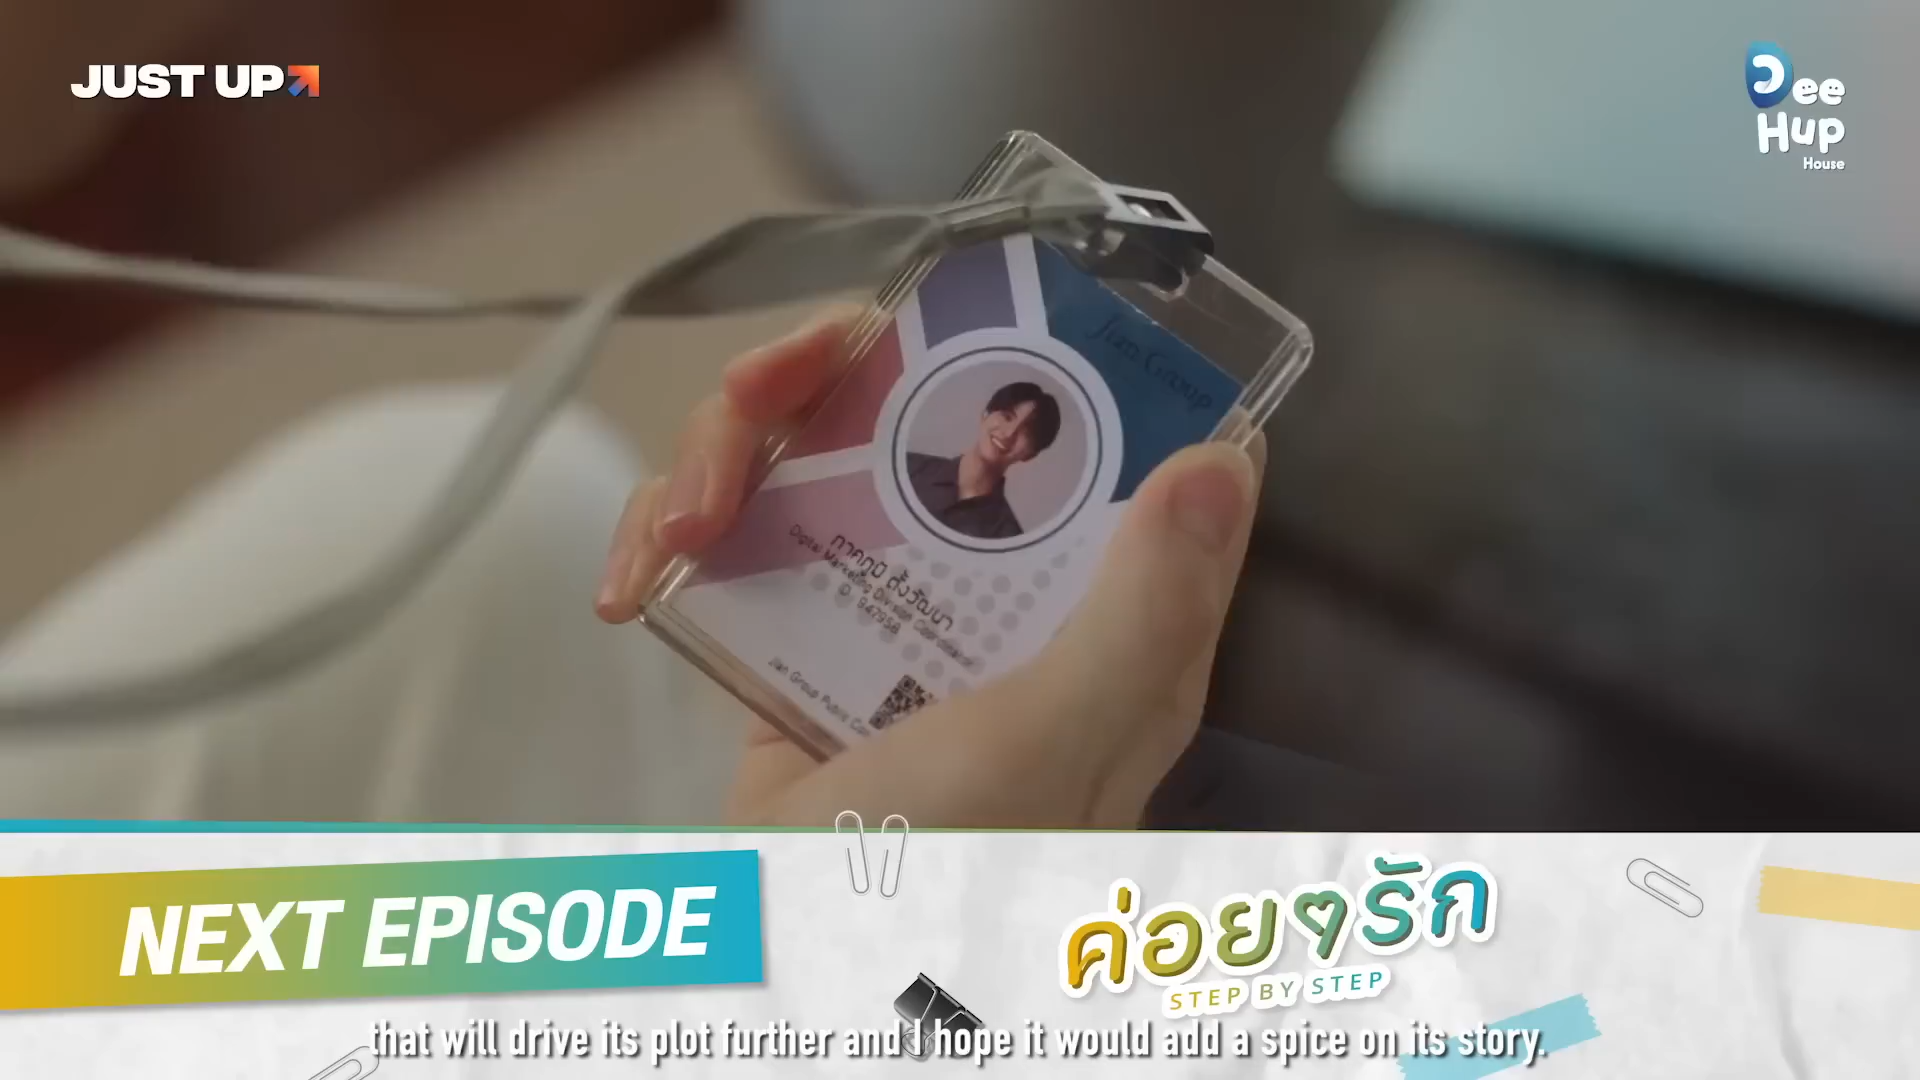 JUST UP
Dee
Hup
House
Jian Group
ภาคภูมิ ตั้งวัฒนา
Digital Marketing Division Coordinator
ID : 947958
Jian Group Public
NEXT EPISODE
ค่อยๆรัก
STEP BY STEP
that will drive its plot further and I hope it would add a spice on its story.